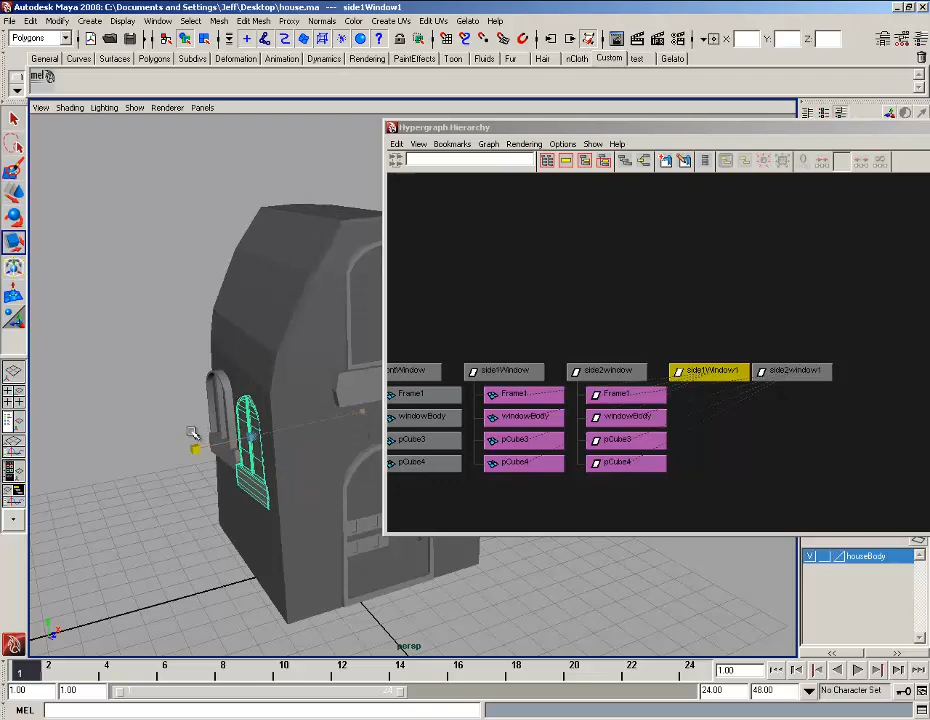 Autodesk Maya 2008: C:\Documents and Settings\Jeff\Desktop\house.ma --- side1Window1
File Edit Modify Create Display Window Select Mesh Edit Mesh Proxy Normals Color Create UVs Edit UVs Gelato Help
Polygons X: Y: Z:
General Curves Surfaces Polygons Subdivs Deformation Animation Dynamics Rendering PaintEffects Toon Fluids Fur Hair nCloth Custom test Gelato
mel
View Shading Lighting Show Renderer Panels
Hypergraph Hierarchy
Edit View Bookmarks Graph Rendering Options Show Help
ontWindow side1Window side2window side1Window1 side2window1
Frame1 Frame1 Frame1
windowBody windowBody windowBody
pCube3 pCube3 pCube3
pCube4 pCube4 pCube4
V houseBody
persp
1 2 4 6 8 10 12 14 16 18 20 22 24 1.00
1.00 1.00 1 24 24.00 48.00 No Character Set
MEL